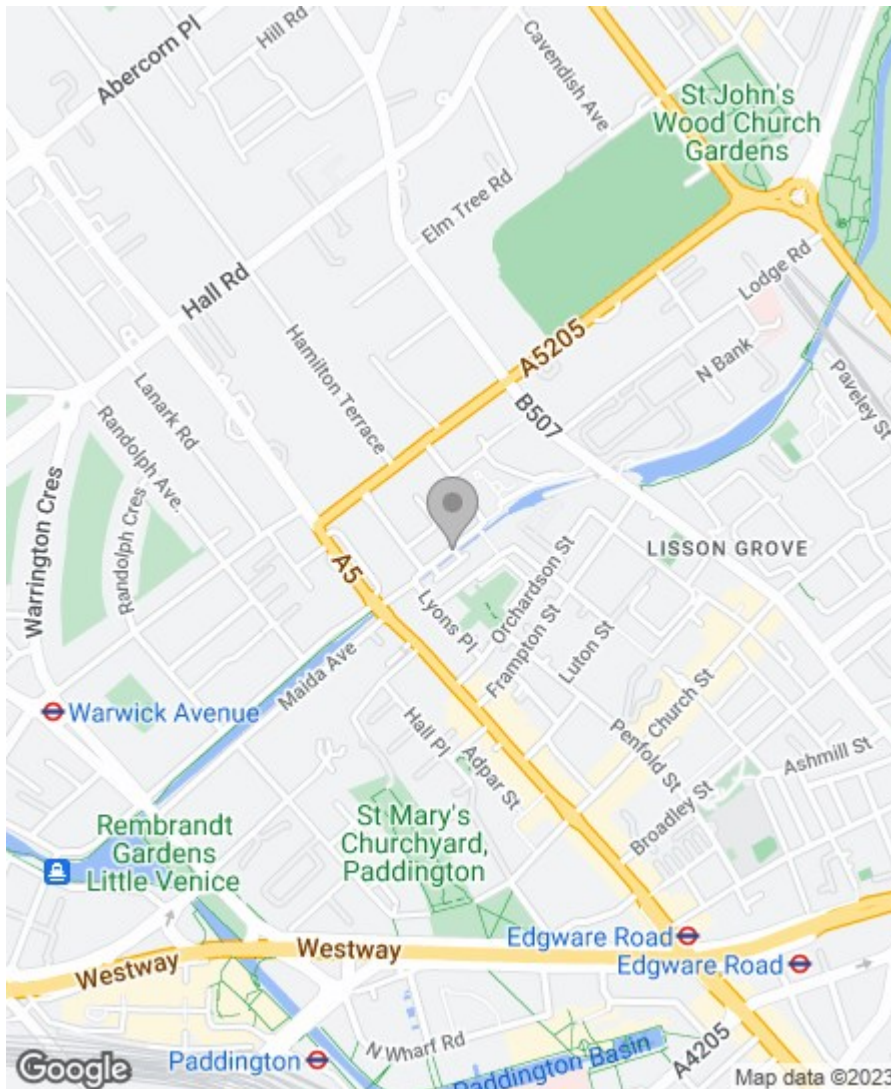 Abercorn Pl
Hill Rd
Cavendish Ave
St John's
Wood Church
Gardens
Elm Tree Rd
Hall Rd
Lodge Rd
A5205
N Bank
Hamilton Terrace
B507
Paveley St
Lanark Rd
Randolph Ave.
Randolph Cres
Warrington Cres
LISSON GROVE
A5
Orchardson St
Lyons Pl
Frampton St
Luton St
Maida Ave
Church St
Warwick Avenue
Hall Pl
Penfold St
Ashmill St
Adpar St
Broadley St
Rembrandt
Gardens
Little Venice
St Mary's
Churchyard,
Paddington
Edgware Road
Edgware Road
Westway
Westway
N Wharf Rd
Paddington
Paddington Basin
A4205
Google
Map data ©2023